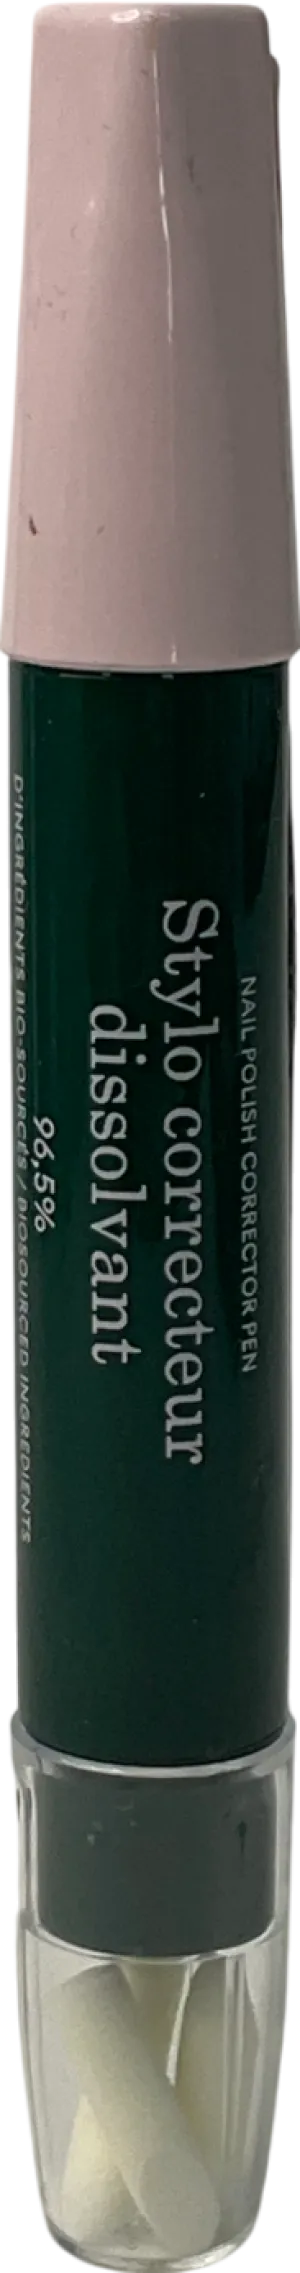 NAIL POLISH CORRECTOR PEN
Stylo correcteur
dissolvant
96,5%
D'INGRÉDIENTS BIO-SOURCÉS / BIOSOURCED INGREDIENTS